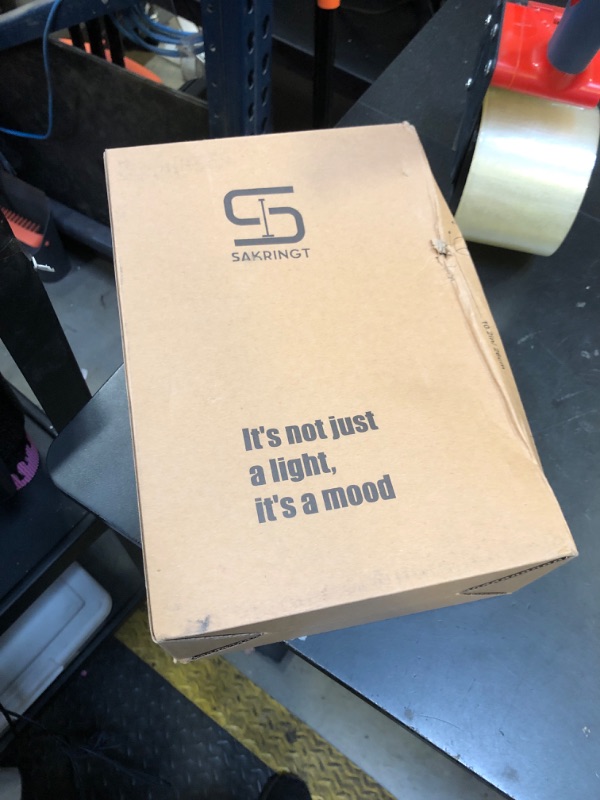 SAKRINGT
It's not just
a light,
it's a mood